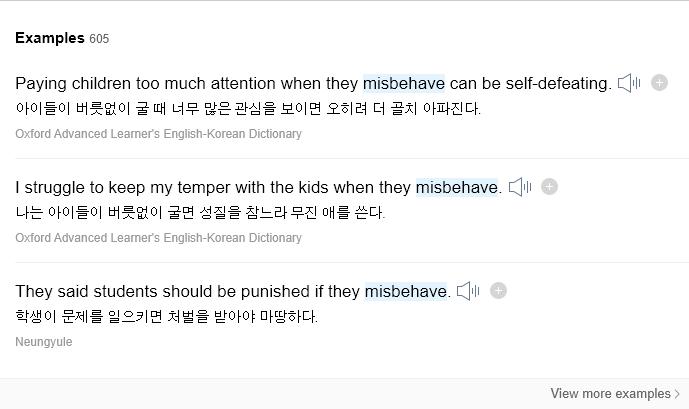 Examples 605
Paying children too much attention when they misbehave can be self-defeating.
아이들이 버릇없이 굴 때 너무 많은 관심을 보이면 오히려 더 골치 아파진다.
Oxford Advanced Learner's English-Korean Dictionary
I struggle to keep my temper with the kids when they misbehave.
나는 아이들이 버릇없이 굴면 성질을 참느라 무진 애를 쓴다.
Oxford Advanced Learner's English-Korean Dictionary
They said students should be punished if they misbehave.
학생이 문제를 일으키면 처벌을 받아야 마땅하다.
Neungyule
View more examples